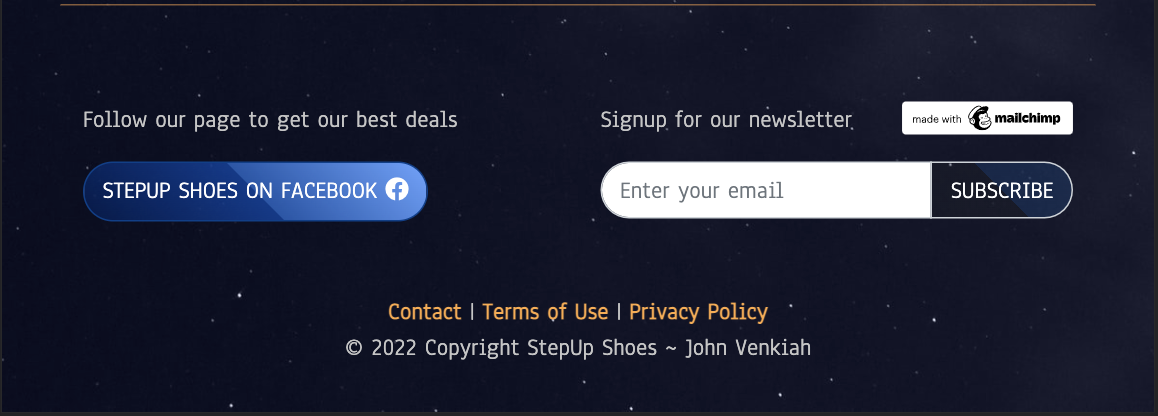 Follow our page to get our best deals
STEPUP SHOES ON FACEBOOK
Signup for our newsletter
made with mailchimp
Enter your email
SUBSCRIBE
Contact | Terms of Use | Privacy Policy
© 2022 Copyright StepUp Shoes ~ John Venkiah